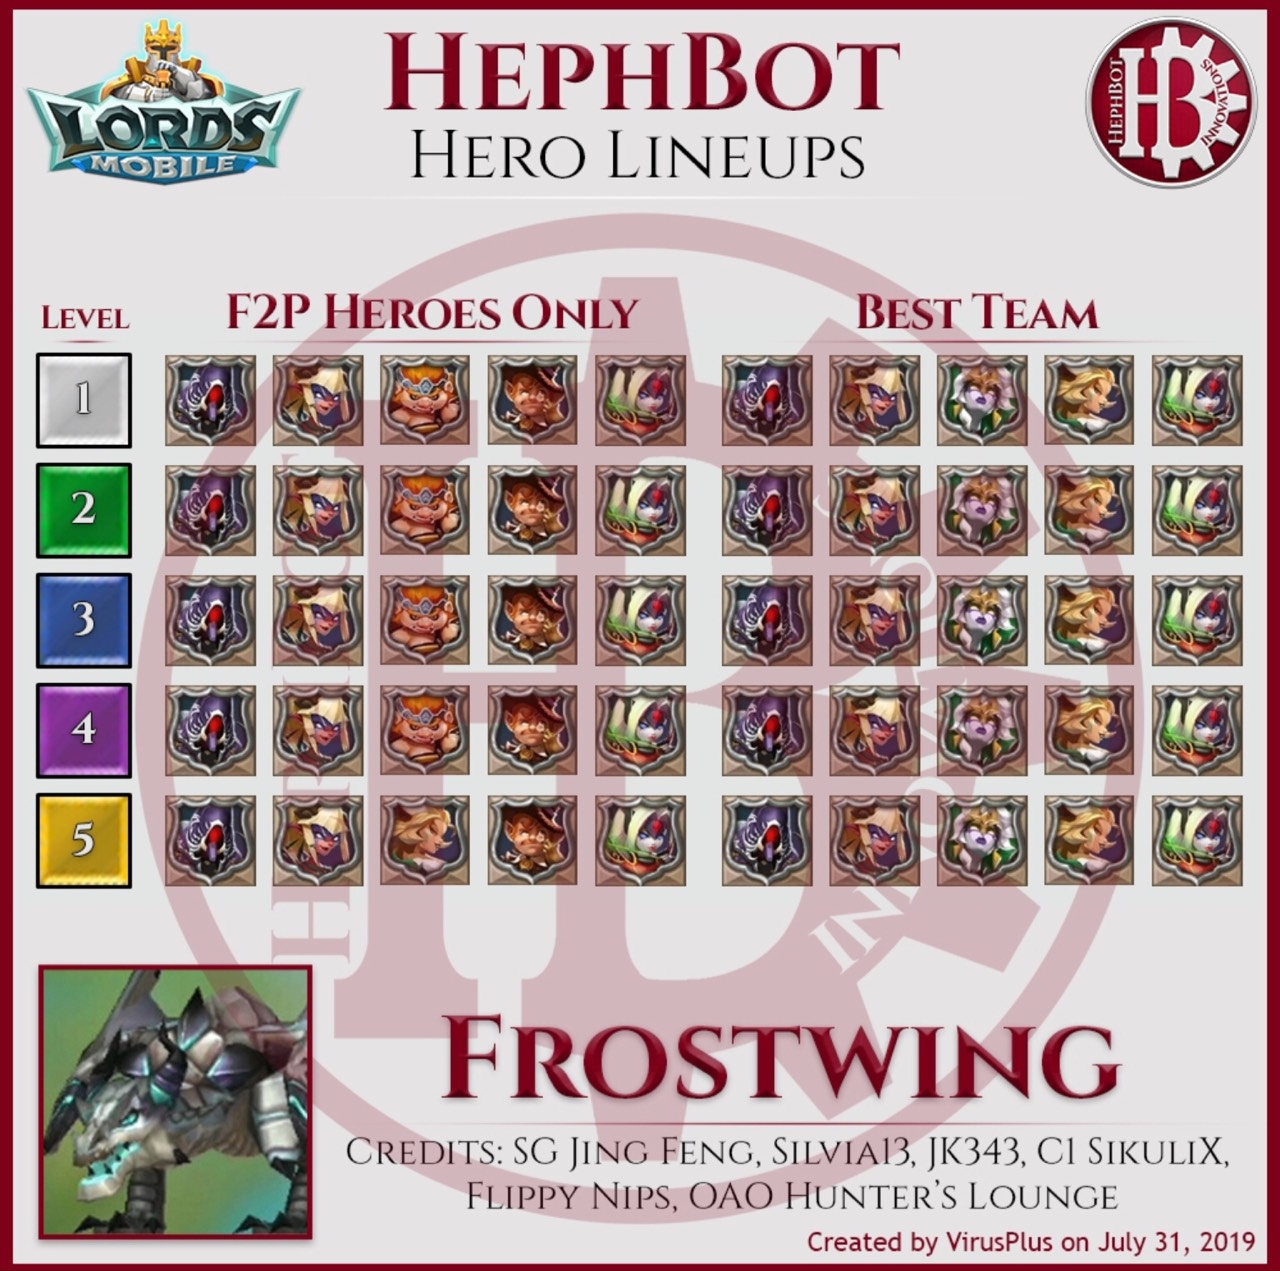 LORDS
MOBILE
HEPHBOT
HERO LINEUPS
HEPHBOT
HB
INNOVATIONS
LEVEL
F2P HEROES ONLY
BEST TEAM
1
2
3
4
5
FROSTWING
CREDITS: SG JING FENG, SILVIA13, JK343, C1 SIKULIX,
FLIPPY NIPS, OAO HUNTER'S LOUNGE
Created by VirusPlus on July 31, 2019